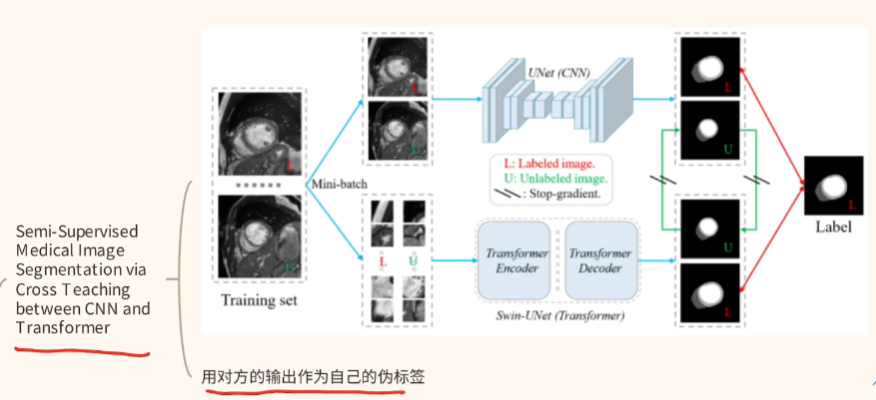 Semi-Supervised
Medical Image
Segmentation via
Cross Teaching
between CNN and
Transformer
L
U
Training set
Mini-batch
L
U
L U
UNet (CNN)
L: Labeled image.
U: Unlabeled image.
: Stop-gradient.
Transformer
Encoder
Transformer
Decoder
Swin-UNet (Transformer)
L
U
U
L
L
Label
用对方的输出作为自己的伪标签